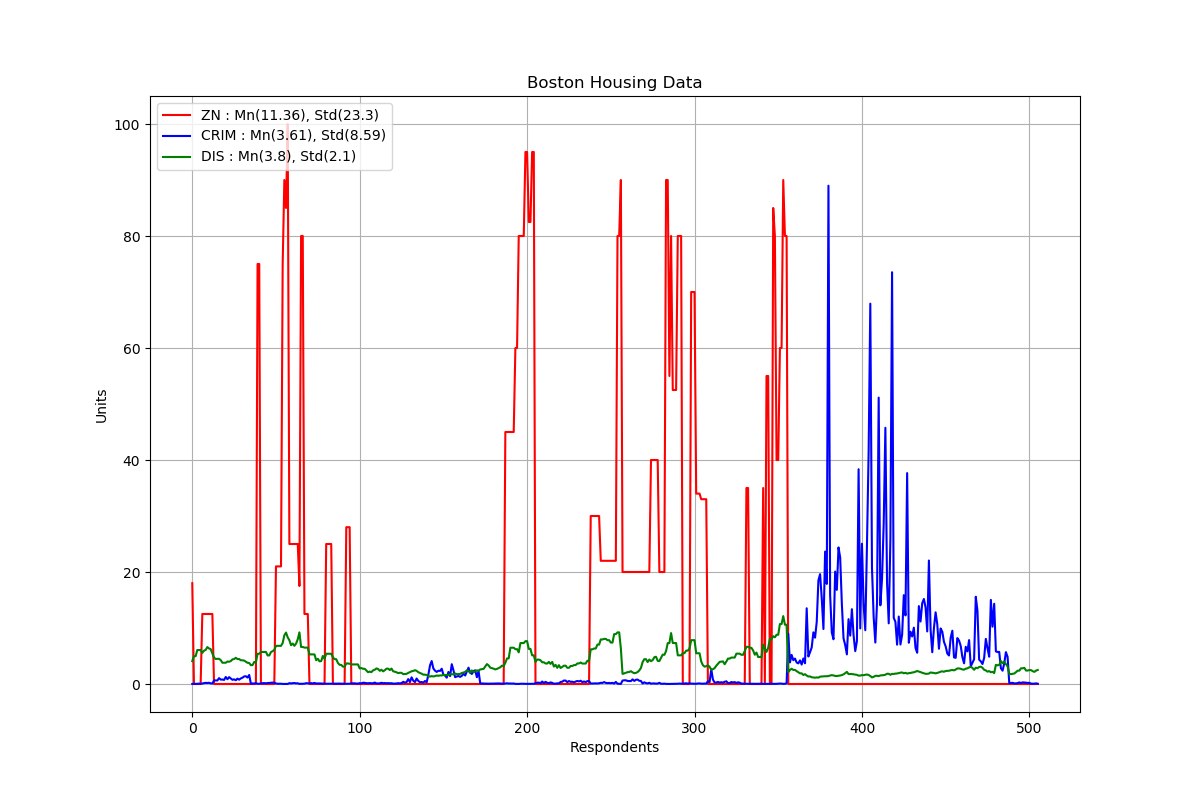 Boston Housing Data
ZN : Mn(11.36), Std(23.3)
CRIM : Mn(3.61), Std(8.59)
DIS : Mn(3.8), Std(2.1)
100
80
60
40
20
0
Units
0 100 200 300 400 500
Respondents